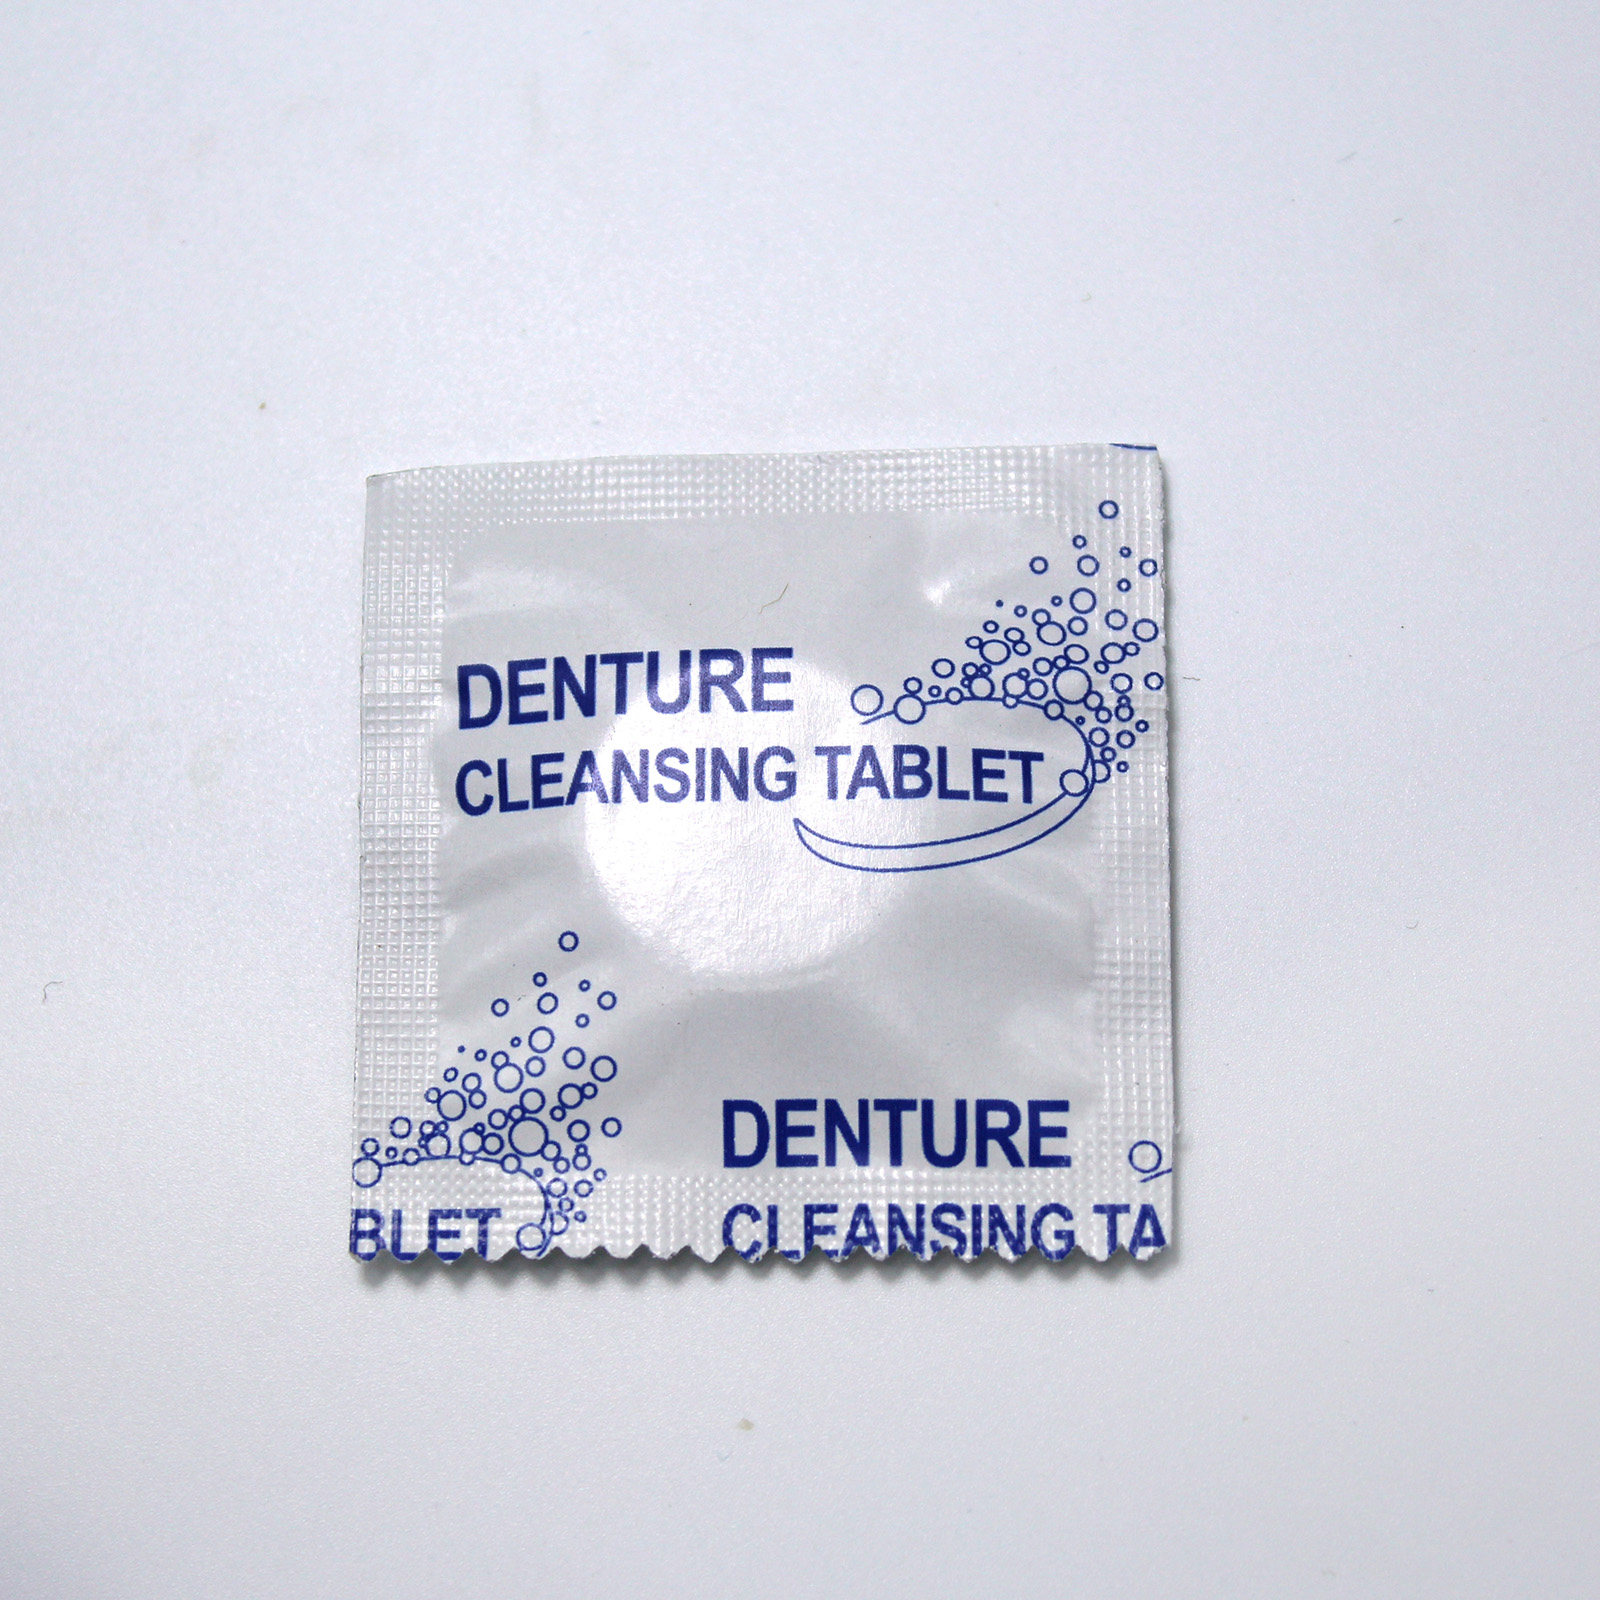 DENTURE
CLEANSING TABLET
DENTURE
BLET CLEANSING TA